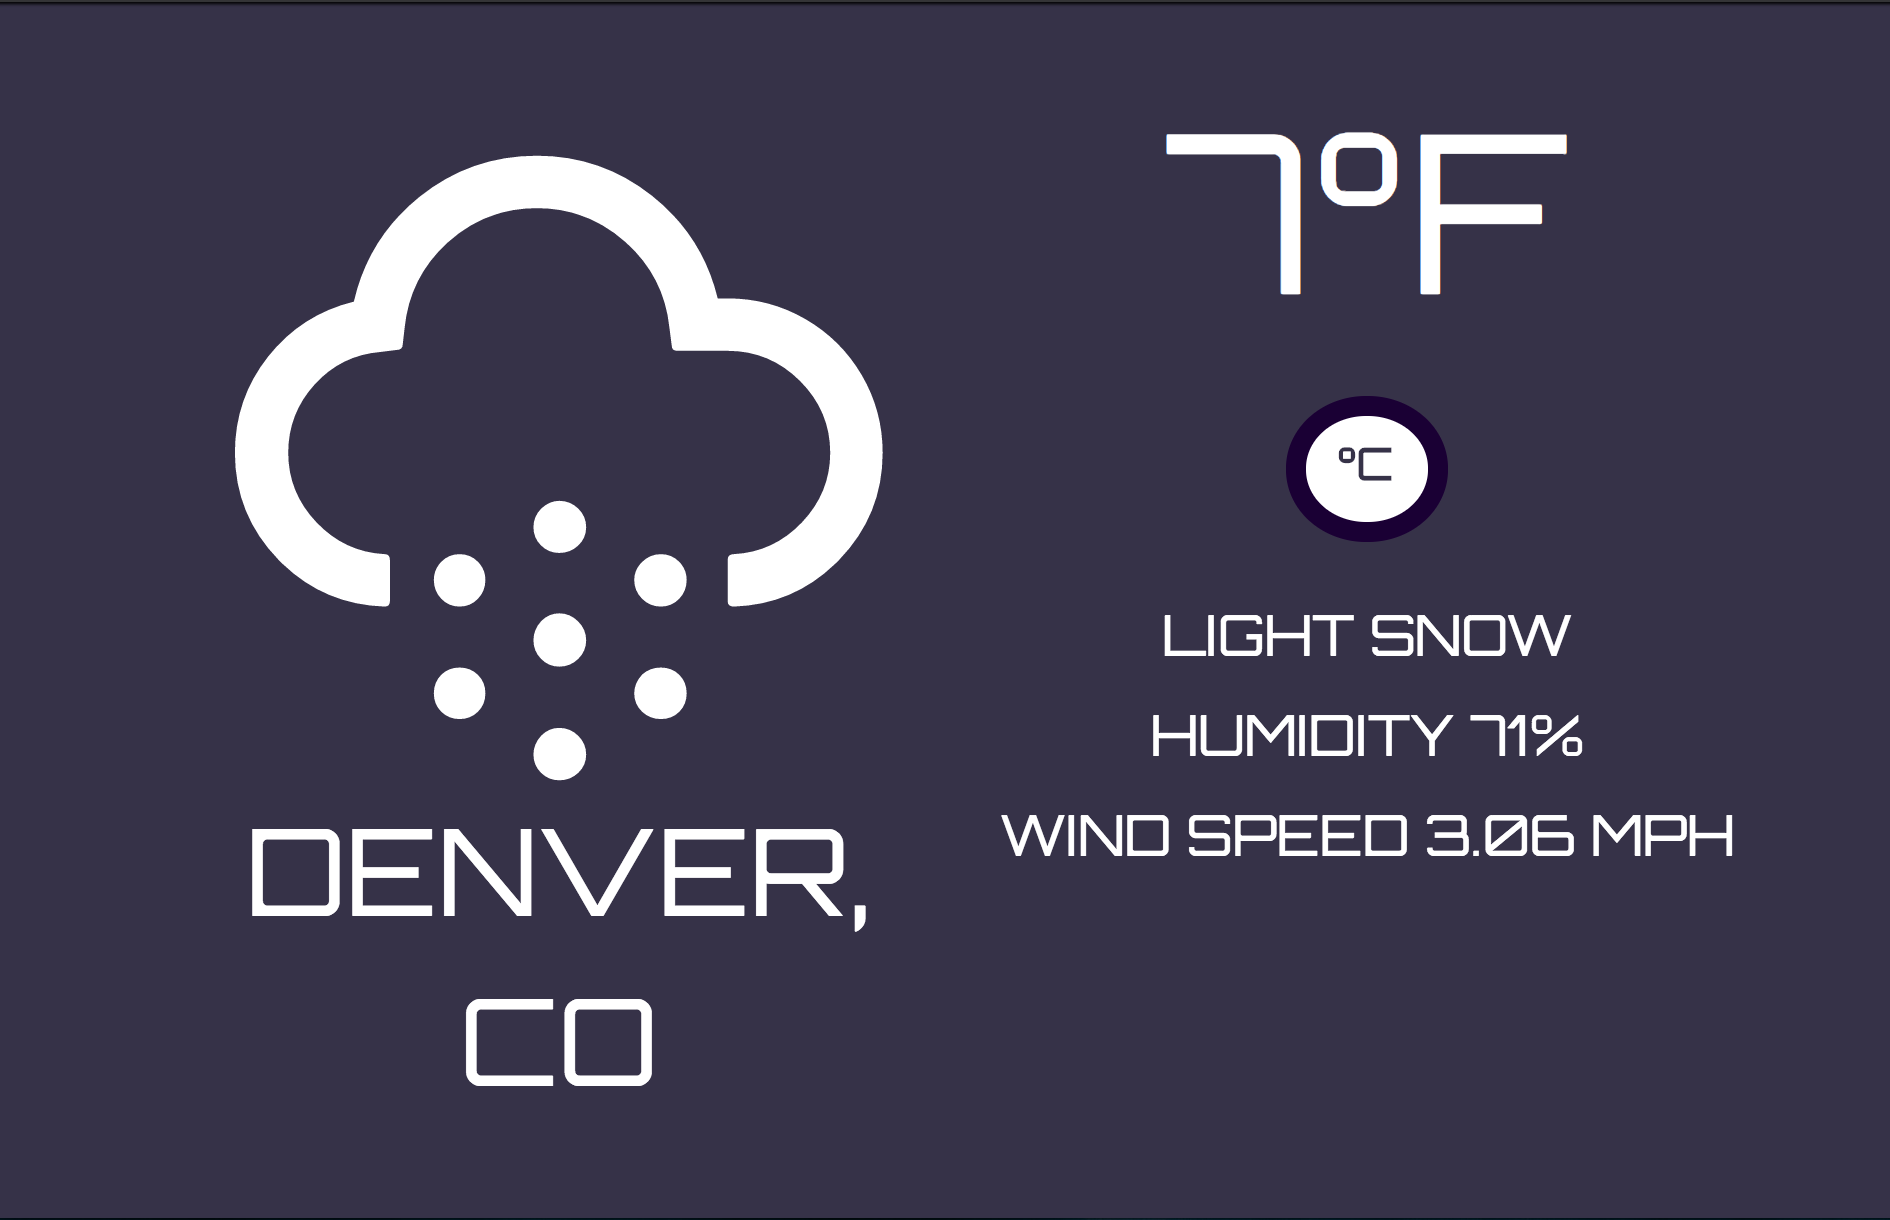 DENVER,
CO
7°F
°C
LIGHT SNOW
HUMIDITY 71%
WIND SPEED 3.06 MPH